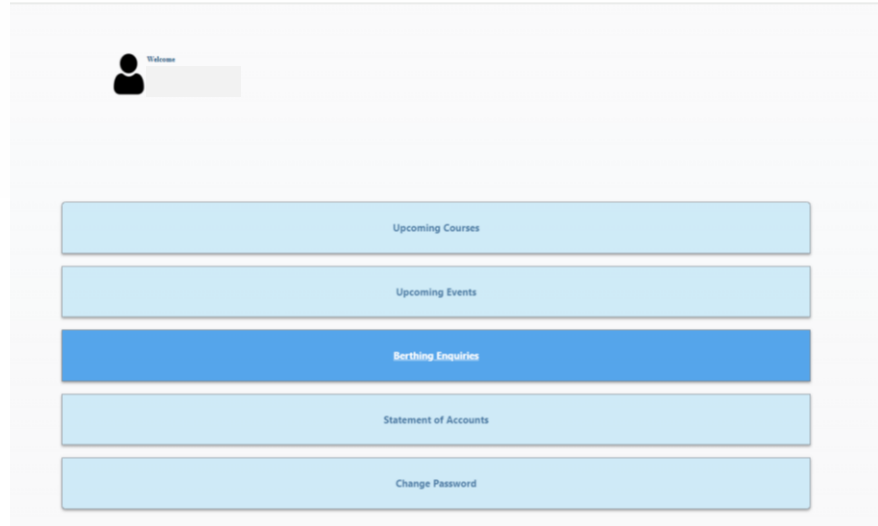 Welcome
Upcoming Courses
Upcoming Events
Berthing Enquiries
Statement of Accounts
Change Password